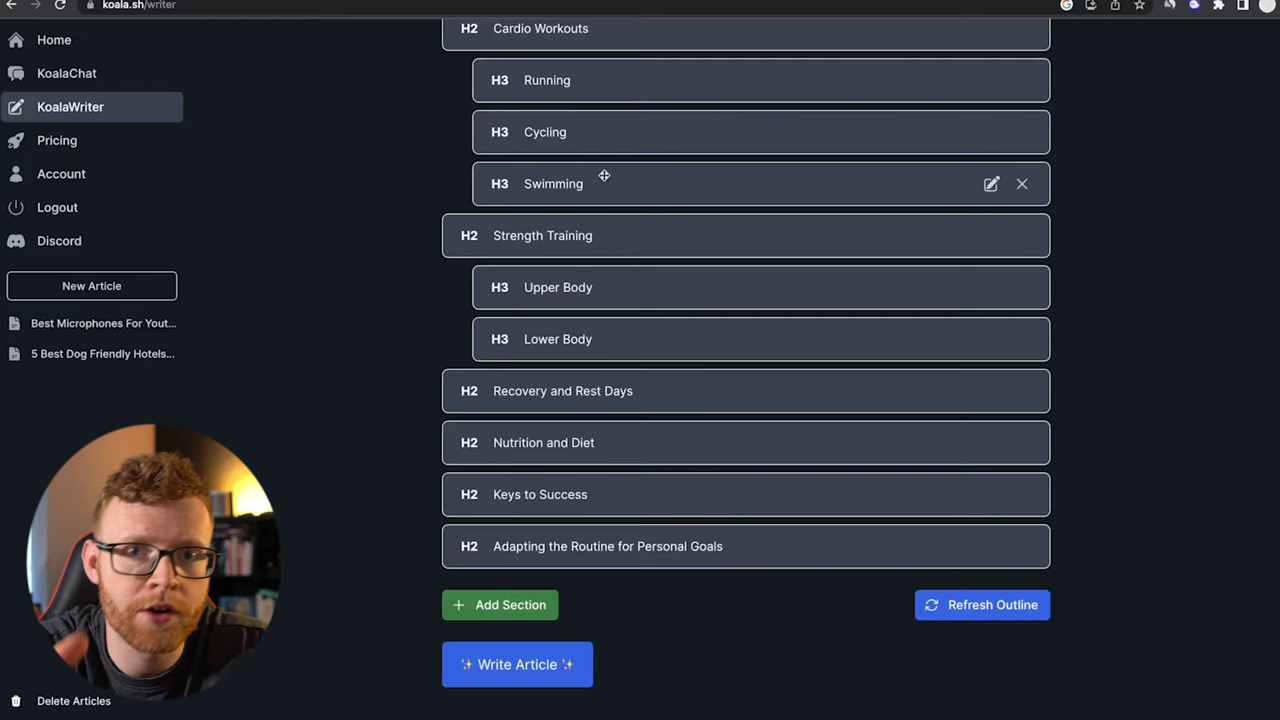 koala.sh/writer
Home
KoalaChat
KoalaWriter
Pricing
Account
Logout
Discord
New Article
Best Microphones For Yout...
5 Best Dog Friendly Hotels...
Delete Articles
H2 Cardio Workouts
H3 Running
H3 Cycling
H3 Swimming
H2 Strength Training
H3 Upper Body
H3 Lower Body
H2 Recovery and Rest Days
H2 Nutrition and Diet
H2 Keys to Success
H2 Adapting the Routine for Personal Goals
+ Add Section
Refresh Outline
✨ Write Article ✨